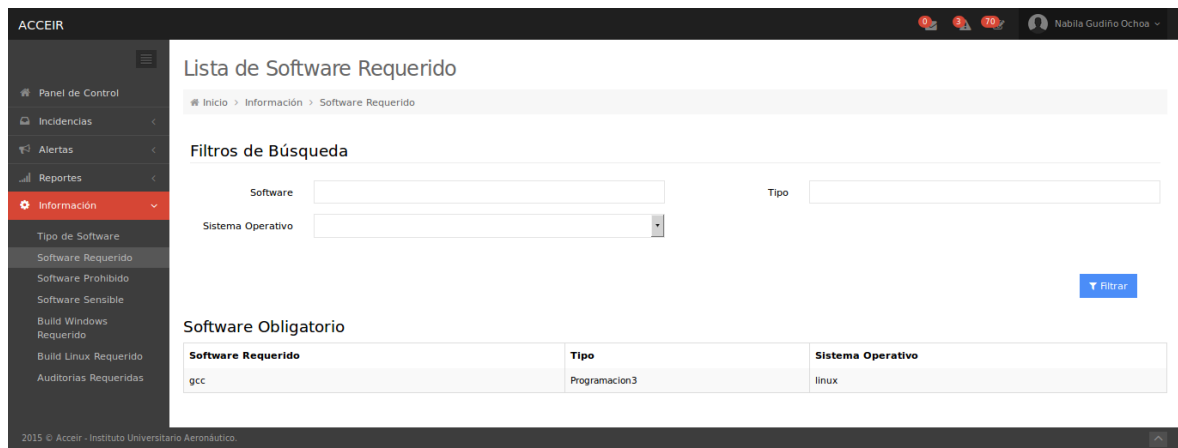 ACCEIR
0
3
70
Nabila Gudiño Ochoa
Panel de Control
Incidencias
Alertas
Reportes
Información
Tipo de Software
Software Requerido
Software Prohibido
Software Sensible
Build Windows
Requerido
Build Linux Requerido
Auditorias Requeridas
Lista de Software Requerido
Inicio > Información > Software Requerido
Filtros de Búsqueda
Software
Tipo
Sistema Operativo
Filtrar
Software Obligatorio
Software Requerido Tipo Sistema Operativo
gcc Programacion3 linux
2015 © Acceir - Instituto Universitario Aeronáutico.